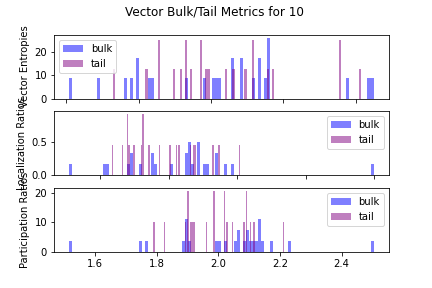 Vector Bulk/Tail Metrics for 10
Vector Entropies
20
10
0
bulk
tail
Localization Ratios
0.5
0.0
bulk
tail
Participation Ratios
20
10
0
bulk
tail
1.6
1.8
2.0
2.2
2.4